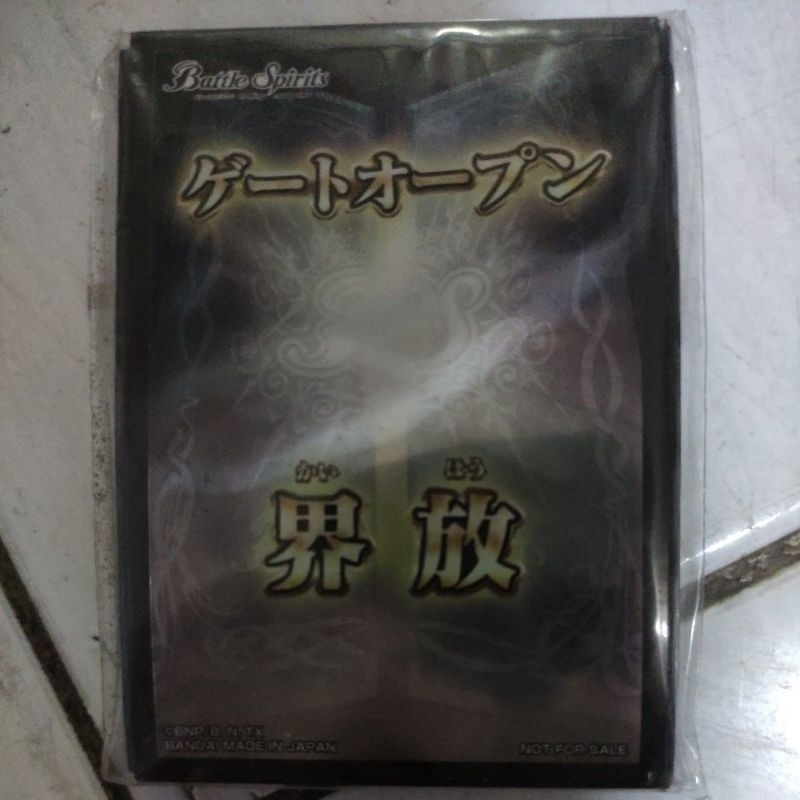 Battle Spirits
ゲートオープン
かい ほう
界放
©BNP/B, N, TX
BANDAI MADE IN JAPAN
NOT FOR SALE